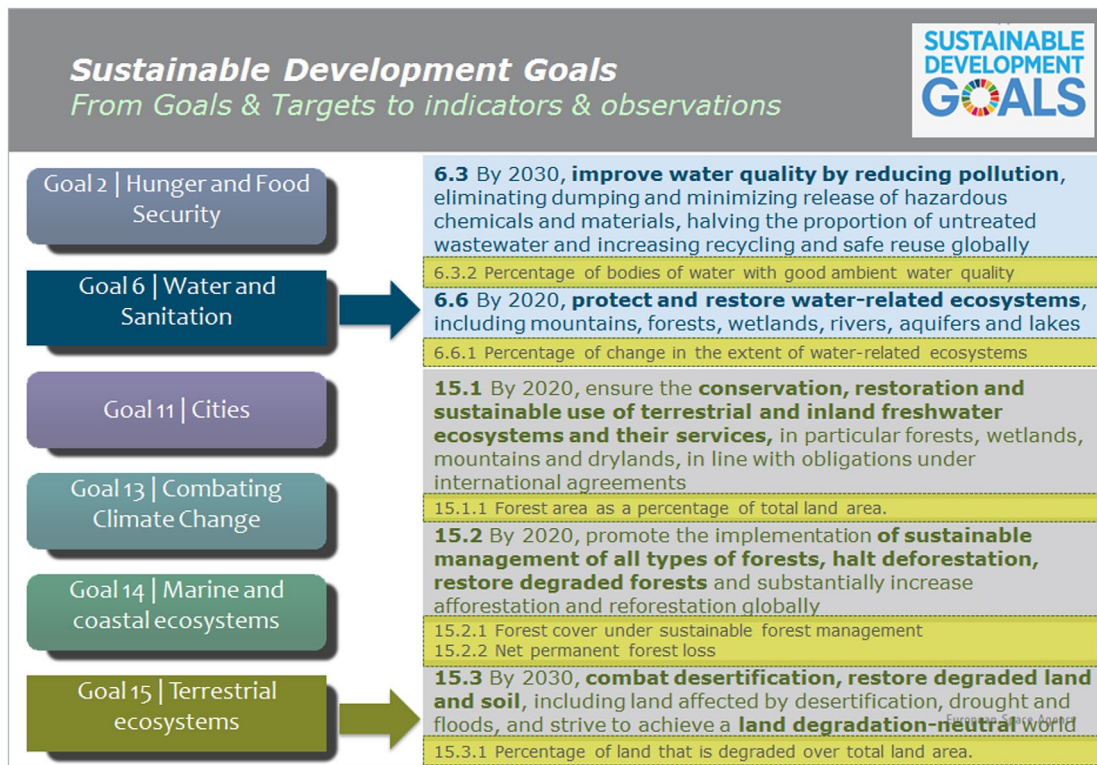 Sustainable Development Goals
From Goals & Targets to indicators & observations
SUSTAINABLE
DEVELOPMENT
GOALS
Goal 2 | Hunger and Food
Security
Goal 6 | Water and
Sanitation
Goal 11 | Cities
Goal 13 | Combating
Climate Change
Goal 14 | Marine and
coastal ecosystems
Goal 15 | Terrestrial
ecosystems
6.3 By 2030, improve water quality by reducing pollution,
eliminating dumping and minimizing release of hazardous
chemicals and materials, halving the proportion of untreated
wastewater and increasing recycling and safe reuse globally
6.3.2 Percentage of bodies of water with good ambient water quality
6.6 By 2020, protect and restore water-related ecosystems,
including mountains, forests, wetlands, rivers, aquifers and lakes
6.6.1 Percentage of change in the extent of water-related ecosystems
15.1 By 2020, ensure the conservation, restoration and
sustainable use of terrestrial and inland freshwater
ecosystems and their services, in particular forests, wetlands,
mountains and drylands, in line with obligations under
international agreements
15.1.1 Forest area as a percentage of total land area.
15.2 By 2020, promote the implementation of sustainable
management of all types of forests, halt deforestation,
restore degraded forests and substantially increase
afforestation and reforestation globally
15.2.1 Forest cover under sustainable forest management
15.2.2 Net permanent forest loss
15.3 By 2030, combat desertification, restore degraded land
and soil, including land affected by desertification, drought and
floods, and strive to achieve a land degradation-neutral world
European Space Agency
15.3.1 Percentage of land that is degraded over total land area.